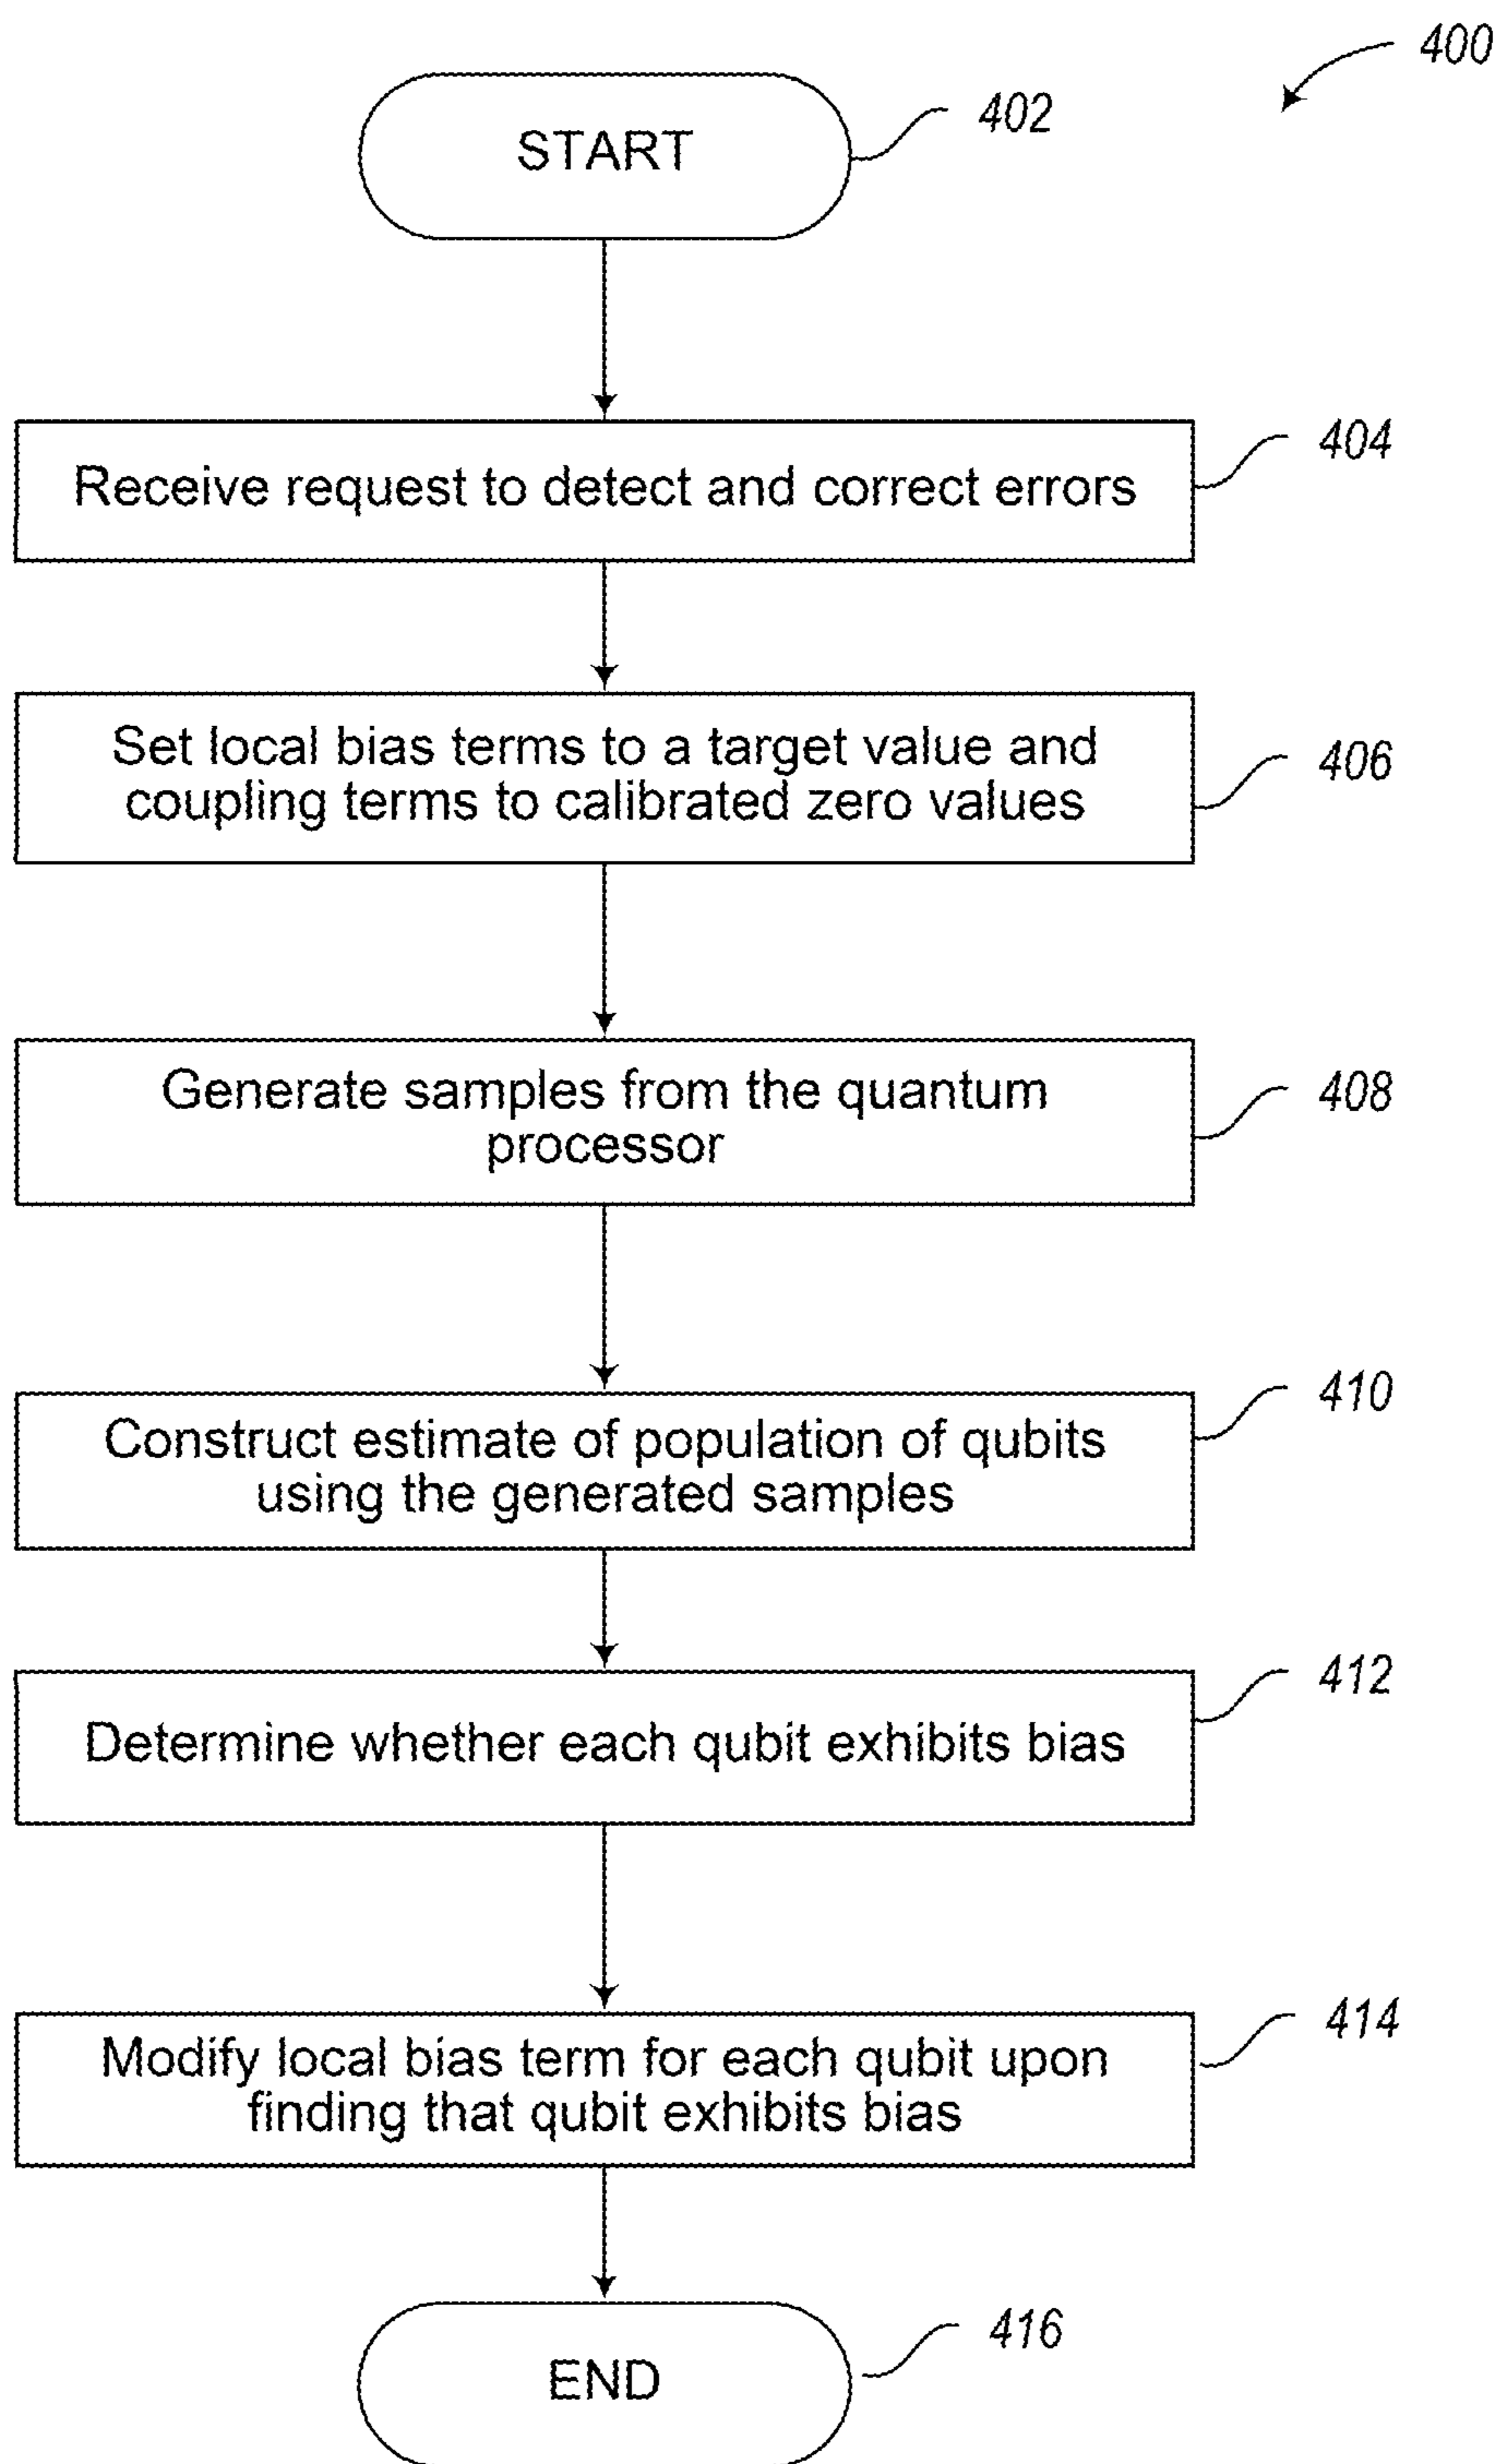 400
START
402
Receive request to detect and correct errors
404
Set local bias terms to a target value and
coupling terms to calibrated zero values
406
Generate samples from the quantum
processor
408
Construct estimate of population of qubits
using the generated samples
410
Determine whether each qubit exhibits bias
412
Modify local bias term for each qubit upon
finding that qubit exhibits bias
414
END
416